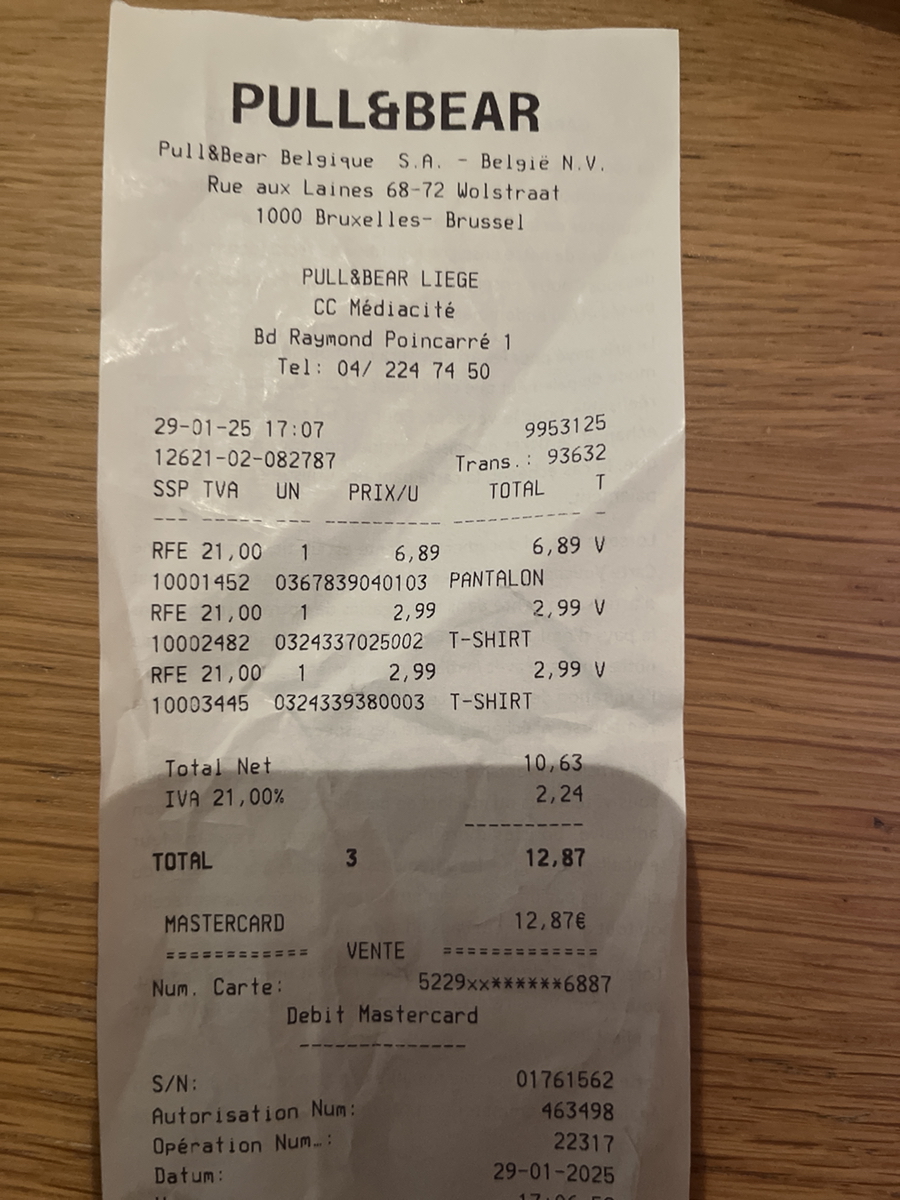 PULL&BEAR
Pull&Bear Belgique S.A. - België N.V.
Rue aux Laines 68-72 Wolstraat
1000 Bruxelles- Brussel
PULL&BEAR LIEGE
CC Médiacité
Bd Raymond Poincarré 1
Tel: 04/ 224 74 50
29-01-25 17:07 9953125
12621-02-082787 Trans.: 93632
SSP TVA UN PRIX/U TOTAL T
--- ----- --- ---------- ----------- -
RFE 21,00 1 6,89 6,89 V
10001452 0367839040103 PANTALON
RFE 21,00 1 2,99 2,99 V
10002482 0324337025002 T-SHIRT
RFE 21,00 1 2,99 2,99 V
10003445 0324339380003 T-SHIRT
Total Net 10,63
IVA 21,00% 2,24
----------
TOTAL 3 12,87
MASTERCARD 12,87€
============ VENTE =============
Num. Carte: 5229xx******6887
Debit Mastercard
--------------
S/N: 01761562
Autorisation Num: 463498
Opération Num…: 22317
Datum: 29-01-2025